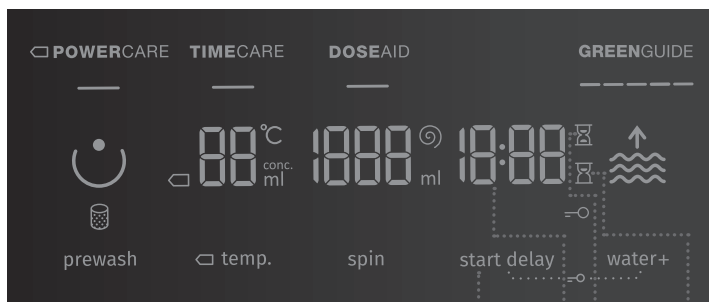 POWERCARE TIMECARE DOSEAID GREENGUIDE
88 °C 1888 18:88
conc.
ml ml
prewash temp. spin start delay water+